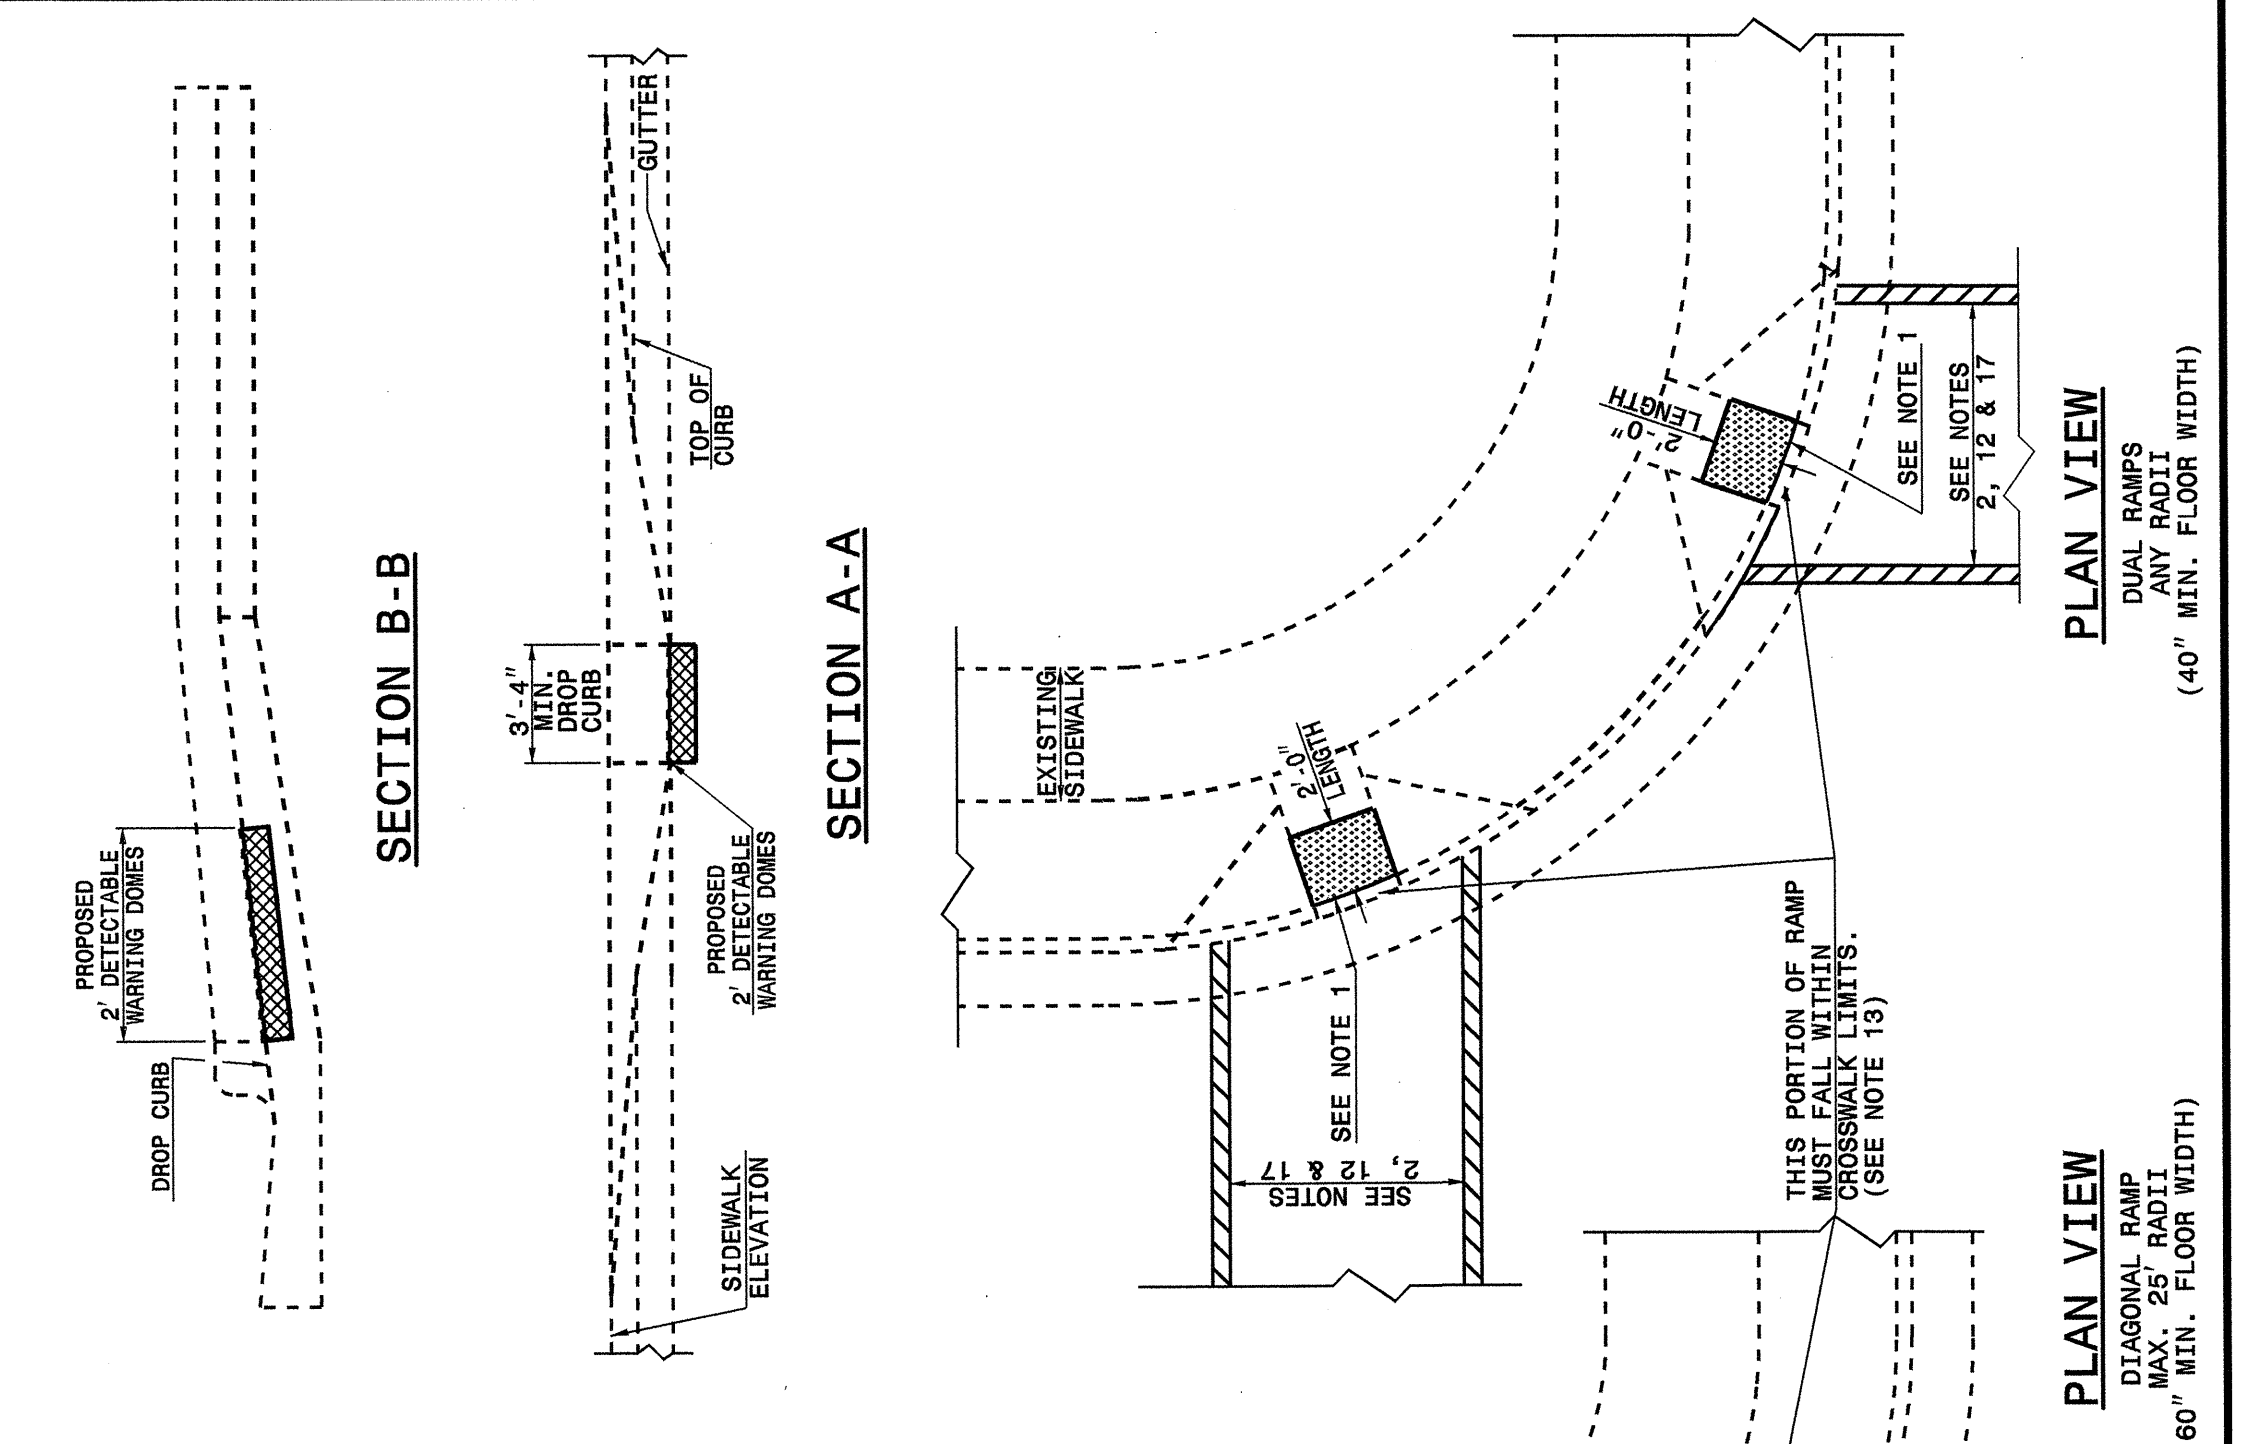 PROPOSED
2' DETECTABLE
WARNING DOMES
DROP CURB
SECTION B-B
3'-4"
MIN.
DROP
CURB
GUTTER
TOP OF
CURB
PROPOSED
2' DETECTABLE
WARNING DOMES
SIDEWALK
ELEVATION
SECTION A-A
EXISTING
SIDEWALK
2'-0"
LENGTH
SEE NOTE 1
SEE NOTES
2, 12 & 17
2'-0"
LENGTH
SEE NOTE 1
SEE NOTES
2, 12 & 17
THIS PORTION OF RAMP
MUST FALL WITHIN
CROSSWALK LIMITS.
(SEE NOTE 13)
PLAN VIEW
DUAL RAMPS
ANY RADII
(40" MIN. FLOOR WIDTH)
PLAN VIEW
DIAGONAL RAMP
MAX. 25' RADII
60" MIN. FLOOR WIDTH)